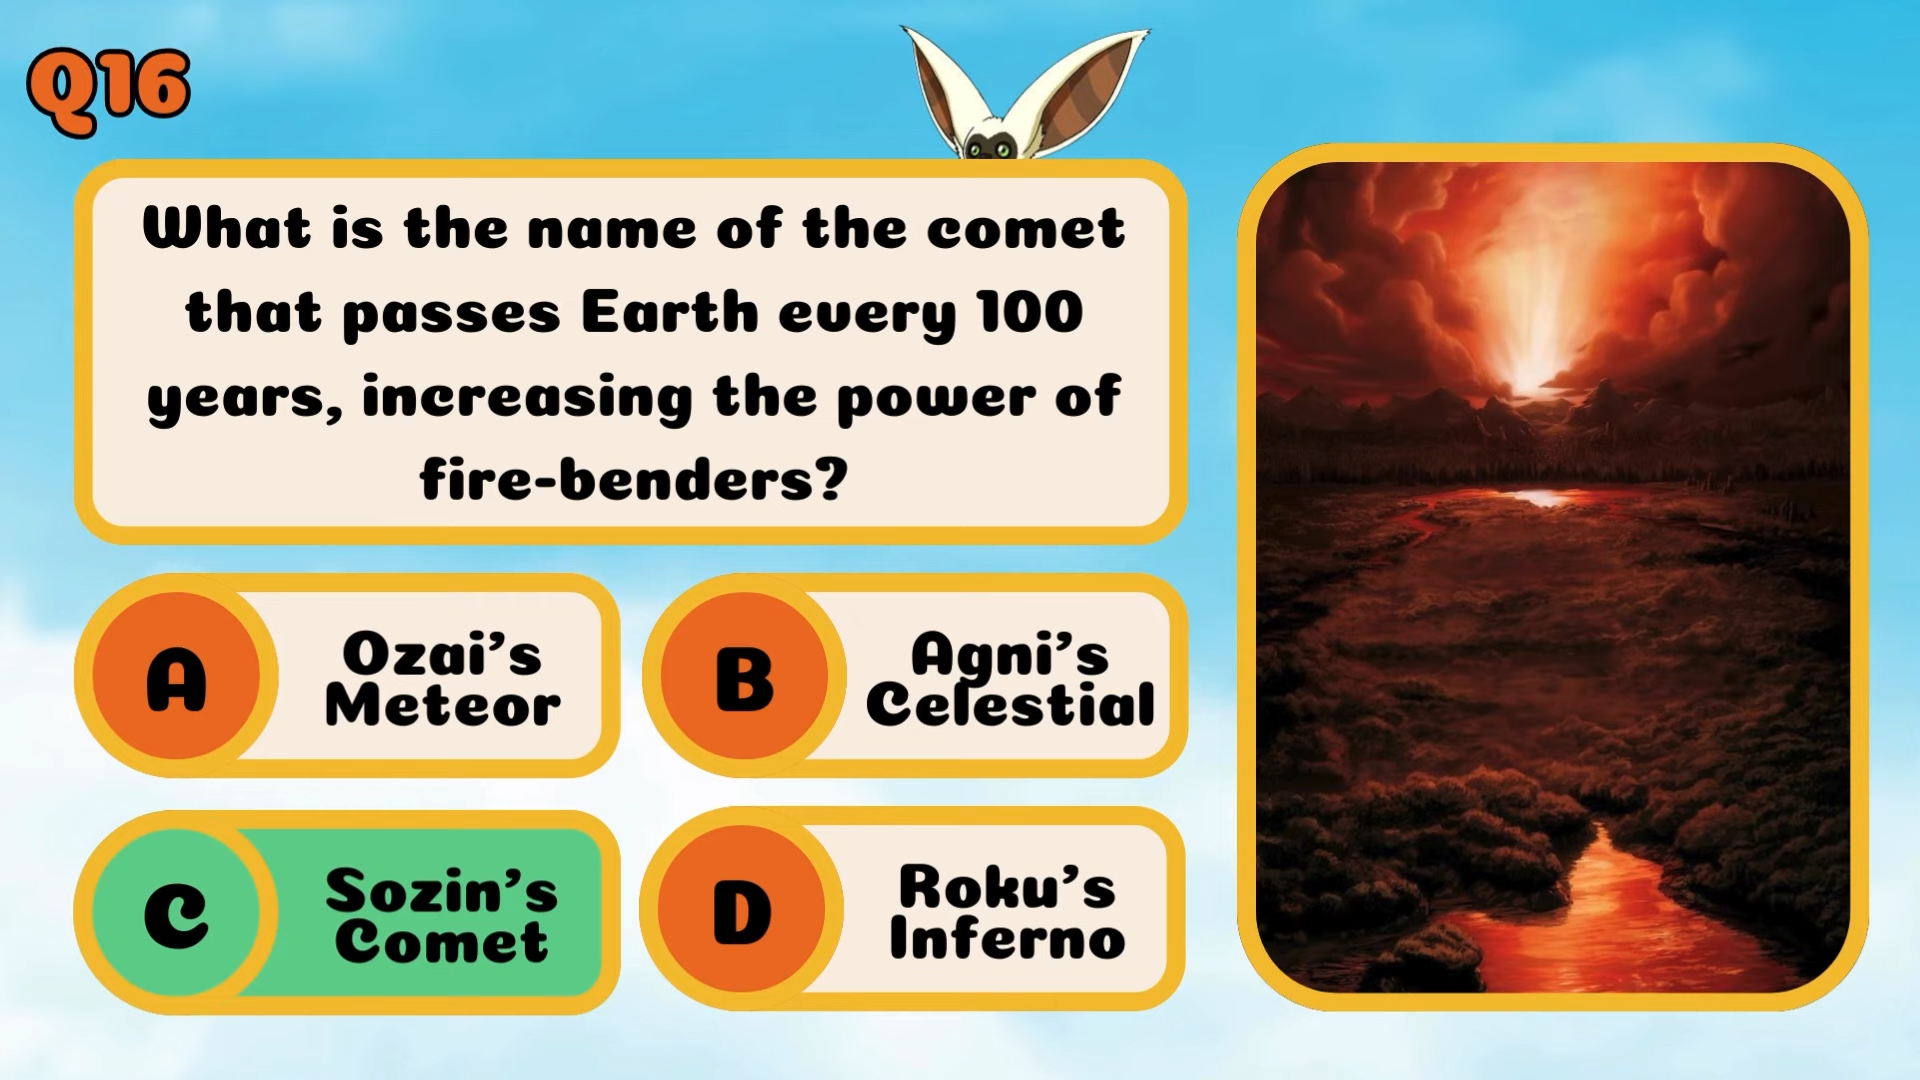 Q16
What is the name of the comet
that passes Earth every 100
years, increasing the power of
fire-benders?
A
Ozai's
Meteor
B
Agni's
Celestial
C
Sozin's
Comet
D
Roku's
Inferno